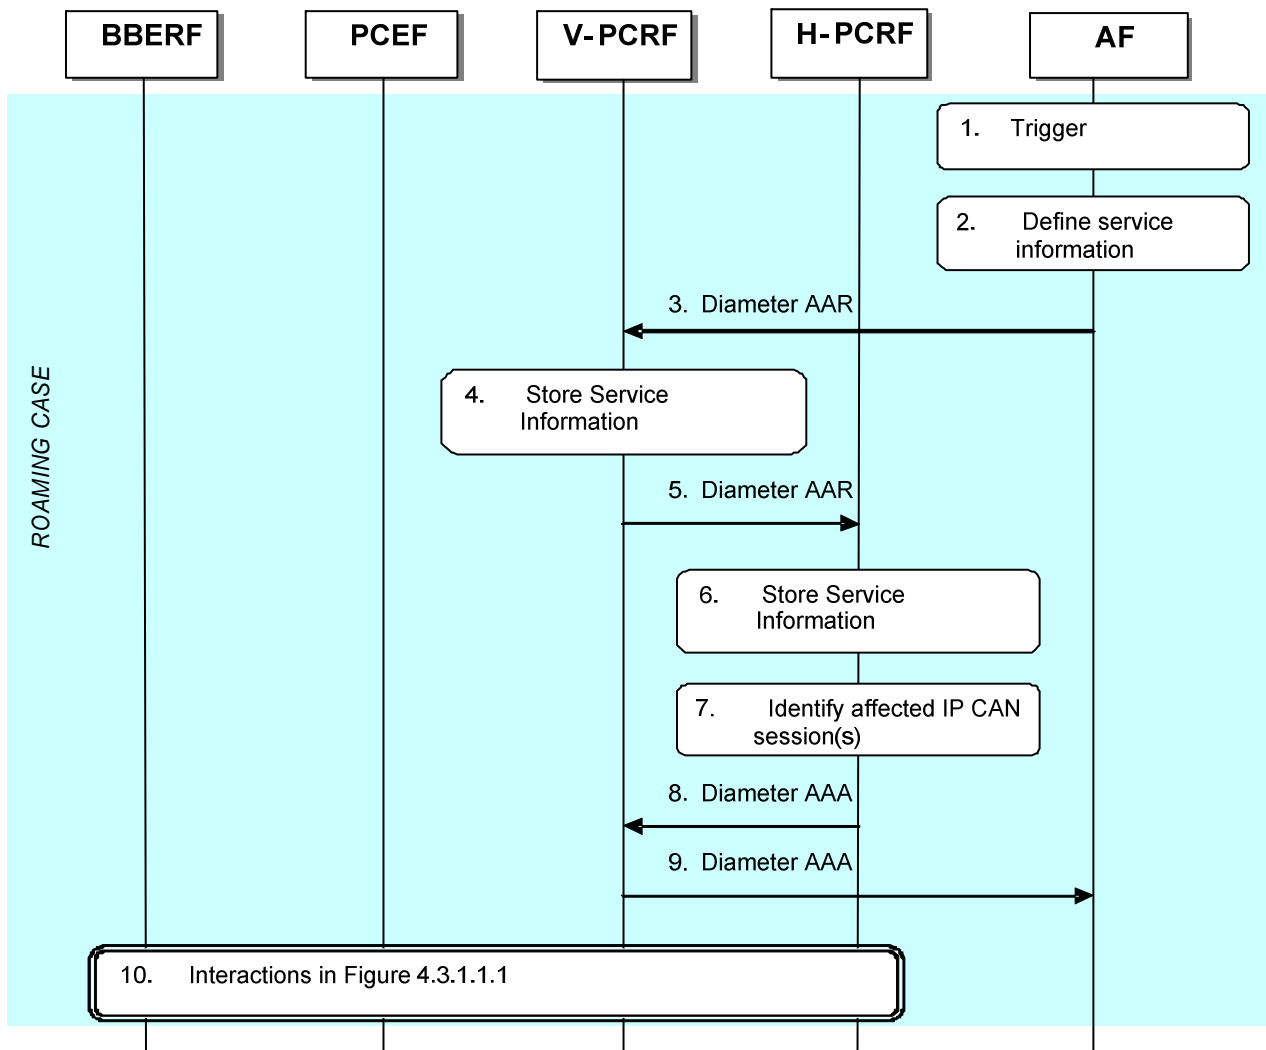 BBERF
PCEF
V-PCRF
H-PCRF
AF
1. Trigger
2. Define service
information
3. Diameter AAR
ROAMING CASE
4. Store Service
Information
5. Diameter AAR
6. Store Service
Information
7. Identify affected IP CAN
session(s)
8. Diameter AAA
9. Diameter AAA
10. Interactions in Figure 4.3.1.1.1